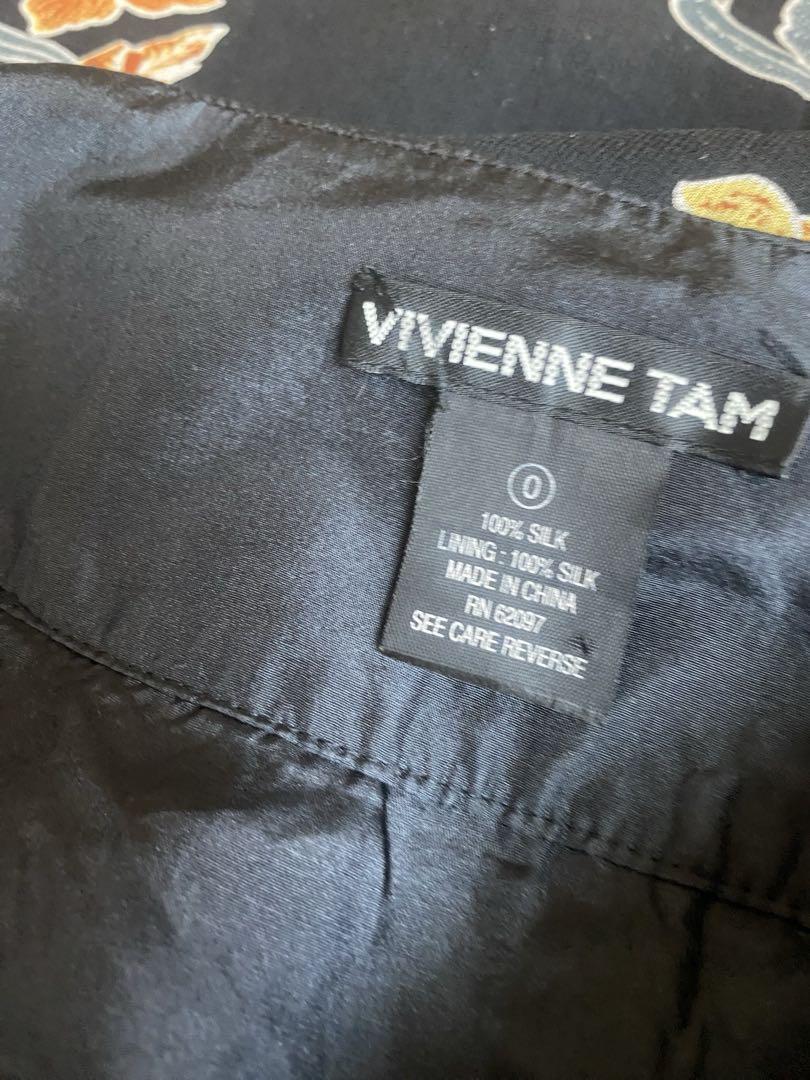 VIVIENNE TAM
0
100% SILK
LINING : 100% SILK
MADE IN CHINA
RN 62097
SEE CARE REVERSE